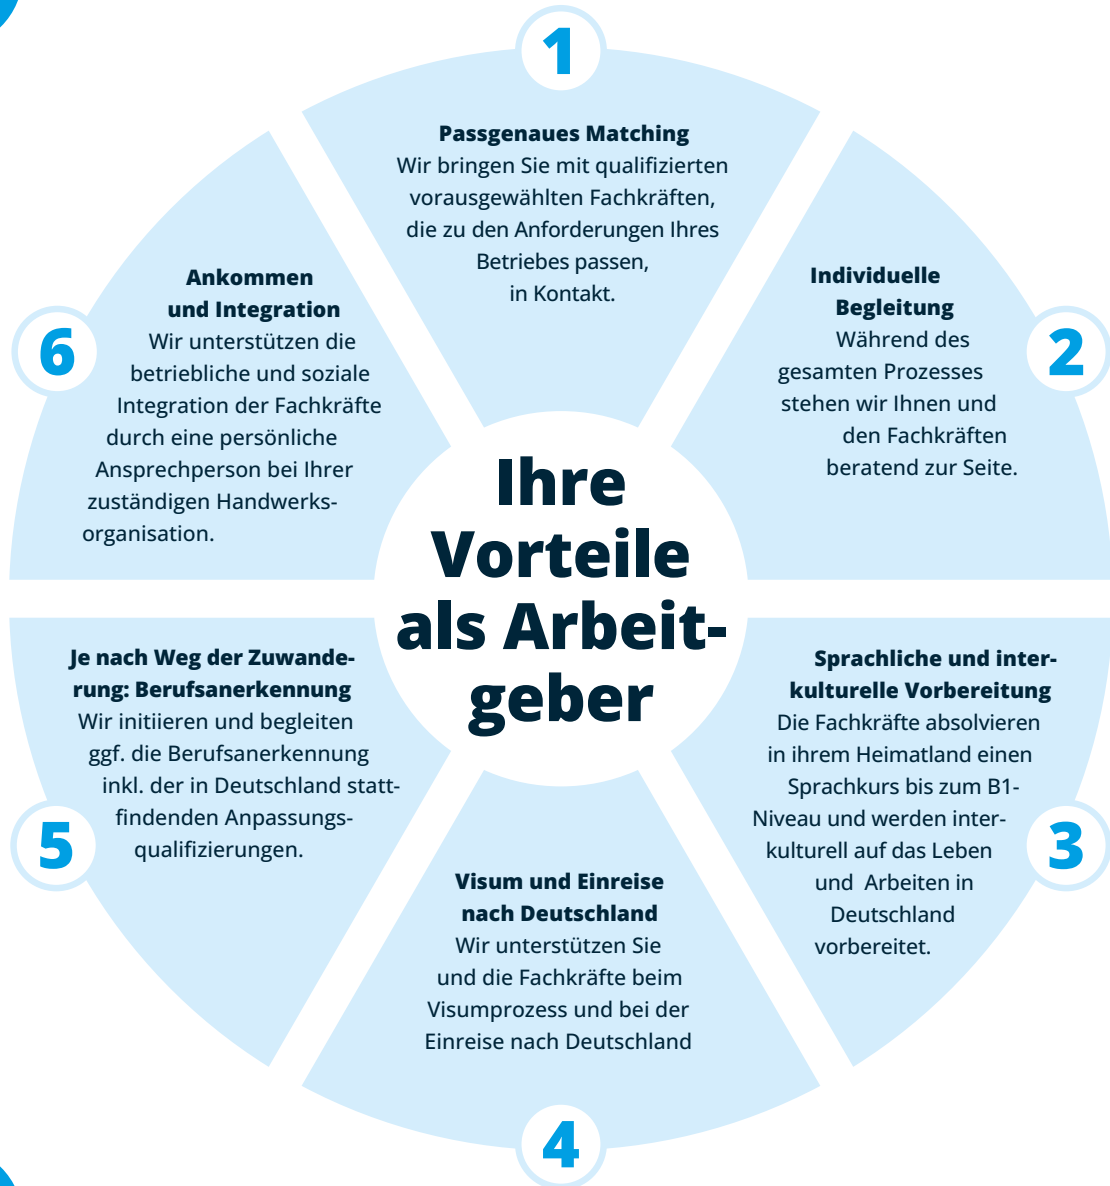 1
Passgenaues Matching
Wir bringen Sie mit qualifizierten
vorausgewählten Fachkräften,
die zu den Anforderungen Ihres
Betriebes passen,
in Kontakt.
2
Individuelle
Begleitung
Während des
gesamten Prozesses
stehen wir Ihnen und
den Fachkräften
beratend zur Seite.
3
Sprachliche und inter-
kulturelle Vorbereitung
Die Fachkräfte absolvieren
in ihrem Heimatland einen
Sprachkurs bis zum B1-
Niveau und werden inter-
kulturell auf das Leben
und Arbeiten in
Deutschland
vorbereitet.
4
Visum und Einreise
nach Deutschland
Wir unterstützen Sie
und die Fachkräfte beim
Visumprozess und bei der
Einreise nach Deutschland
5
Je nach Weg der Zuwande-
rung: Berufsanerkennung
Wir initiieren und begleiten
ggf. die Berufsanerkennung
inkl. der in Deutschland statt-
findenden Anpassungs-
qualifizierungen.
6
Ankommen
und Integration
Wir unterstützen die
betriebliche und soziale
Integration der Fachkräfte
durch eine persönliche
Ansprechperson bei Ihrer
zuständigen Handwerks-
organisation.
Ihre
Vorteile
als Arbeit-
geber